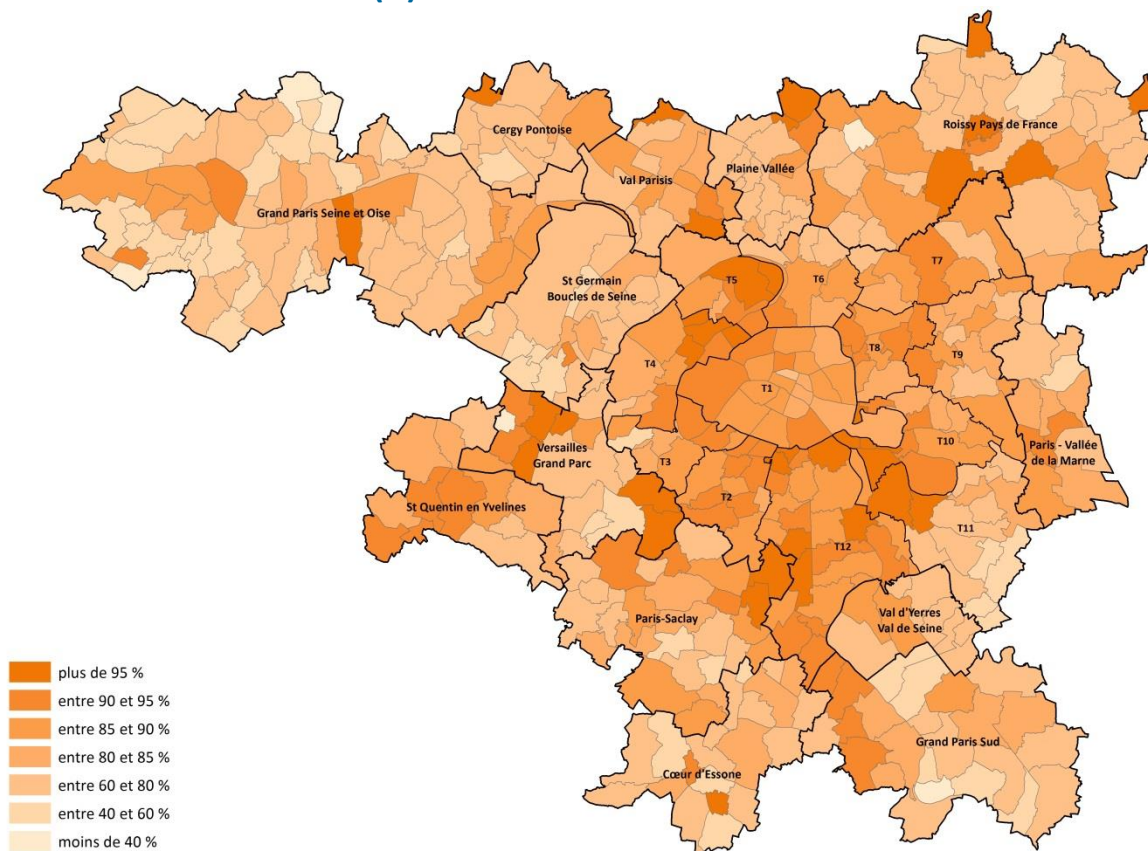 Cergy Pontoise
Roissy Pays de France
Plaine Vallée
Val Parisis
Grand Paris Seine et Oise
T7
St Germain
Boucles de Seine
T5
T6
T8
T9
T4
T1
T10
Paris - Vallée
de la Marne
Versailles
Grand Parc
T3
T2
St Quentin en Yvelines
T11
T12
Val d'Yerres
Val de Seine
Paris-Saclay
Grand Paris Sud
Cœur d'Essone
plus de 95 %
entre 90 et 95 %
entre 85 et 90 %
entre 80 et 85 %
entre 60 et 80 %
entre 40 et 60 %
moins de 40 %